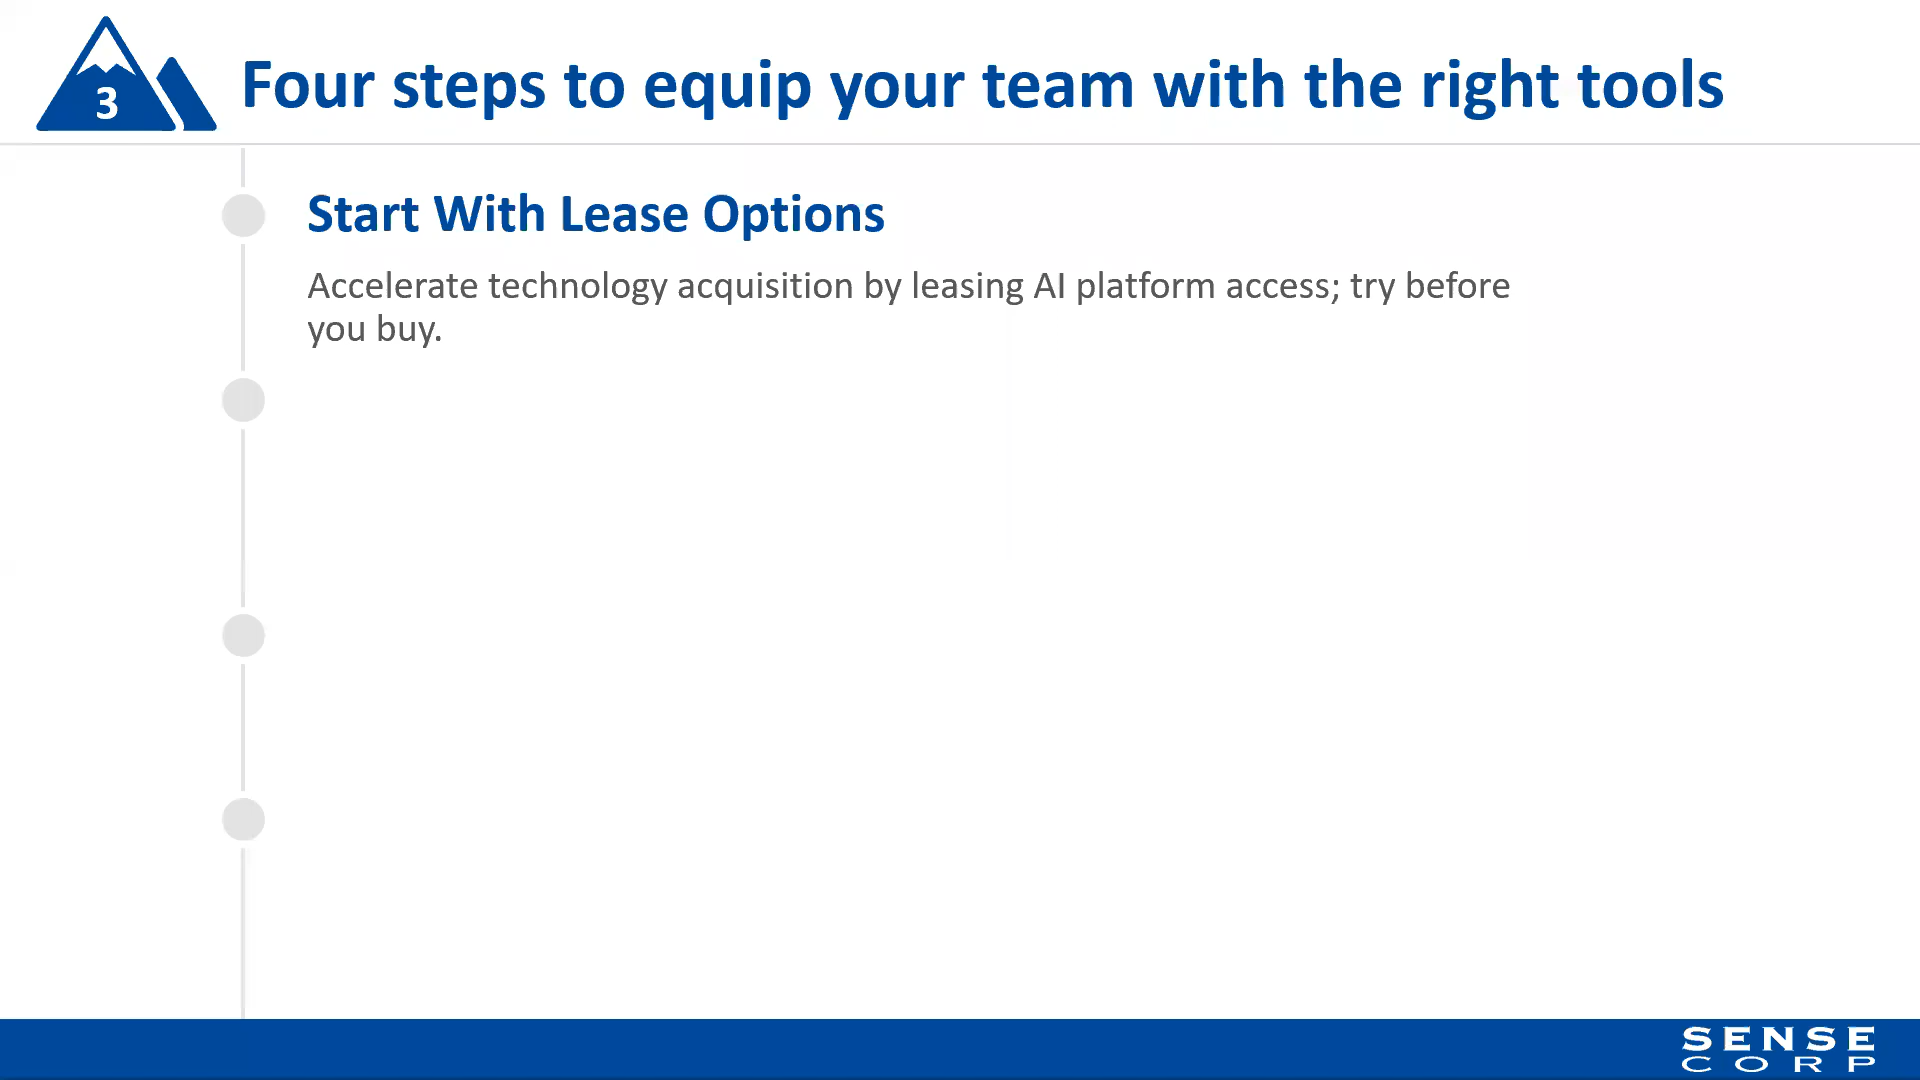 3
Four steps to equip your team with the right tools
Start With Lease Options
Accelerate technology acquisition by leasing AI platform access; try before
you buy.
SENSE
CORP